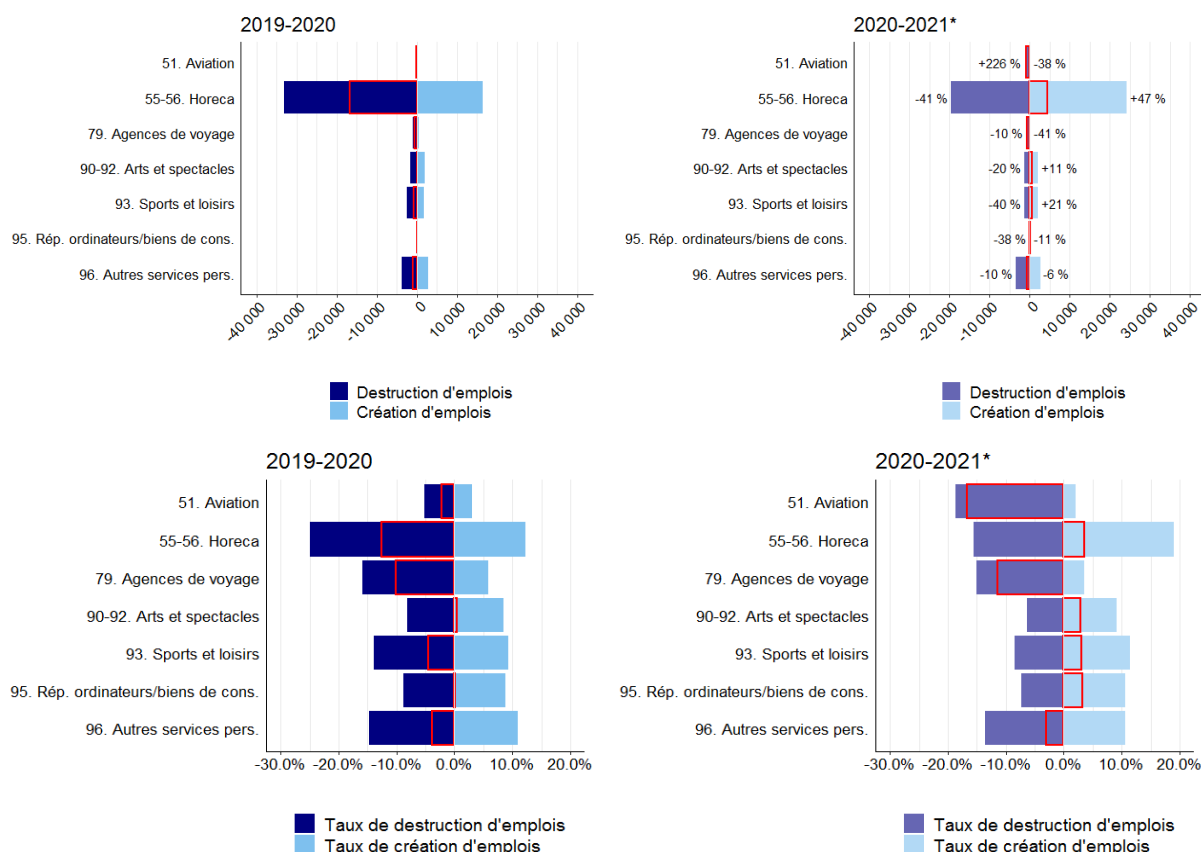 2019-2020
51. Aviation
55-56. Horeca
79. Agences de voyage
90-92. Arts et spectacles
93. Sports et loisirs
95. Rép. ordinateurs/biens de cons.
96. Autres services pers.
-40 000 -30 000 -20 000 -10 000 0 10 000 20 000 30 000 40 000
Destruction d'emplois
Création d'emplois
2020-2021*
51. Aviation +226 % -38 %
55-56. Horeca -41 % +47 %
79. Agences de voyage -10 % -41 %
90-92. Arts et spectacles -20 % +11 %
93. Sports et loisirs -40 % +21 %
95. Rép. ordinateurs/biens de cons. -38 % -11 %
96. Autres services pers. -10 % -6 %
-40 000 -30 000 -20 000 -10 000 0 10 000 20 000 30 000 40 000
Destruction d'emplois
Création d'emplois
2019-2020
51. Aviation
55-56. Horeca
79. Agences de voyage
90-92. Arts et spectacles
93. Sports et loisirs
95. Rép. ordinateurs/biens de cons.
96. Autres services pers.
-30.0% -20.0% -10.0% 0.0% 10.0% 20.0%
Taux de destruction d'emplois
Taux de création d'emplois
2020-2021*
51. Aviation
55-56. Horeca
79. Agences de voyage
90-92. Arts et spectacles
93. Sports et loisirs
95. Rép. ordinateurs/biens de cons.
96. Autres services pers.
-30.0% -20.0% -10.0% 0.0% 10.0% 20.0%
Taux de destruction d'emplois
Taux de création d'emplois